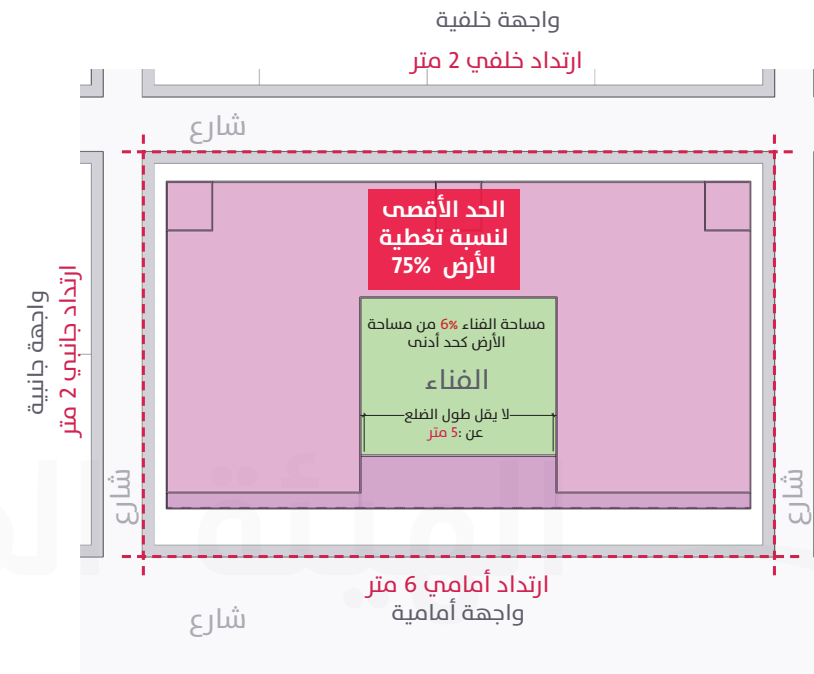 واجهة خلفية
ارتداد خلفي 2 متر
شارع
الحد الأقصى
لنسبة تغطية
الأرض 75%
واجهة جانبية
ارتداد جانبي 2 متر
مساحة الفناء 6% من مساحة
الأرض كحد أدنى
الفناء
لا يقل طول الضلع
عن :5 متر
شارع
شارع
ارتداد أمامي 6 متر
واجهة أمامية
شارع